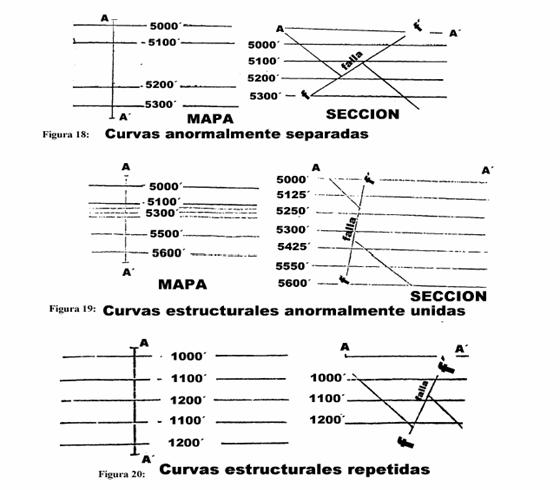 A
5000´
5100´
5200´
5300´
A´
MAPA
A
A´
5000´
5100´
5200´
5300´
falla
f
f´
SECCION
Figura 18: Curvas anormalmente separadas
A
5000´
5100´
5300´
5500´
5600´
A´
MAPA
A
A´
5000´
5125´
5250´
5300´
5425´
5550´
5600´
falla
f´
f
SECCION
Figura 19: Curvas estructurales anormalmente unidas
A
1000´
1100´
1200´
1100´
1200´
A´
A
A´
1000´
1100´
1200´
falla
f
f
Figura 20: Curvas estructurales repetidas